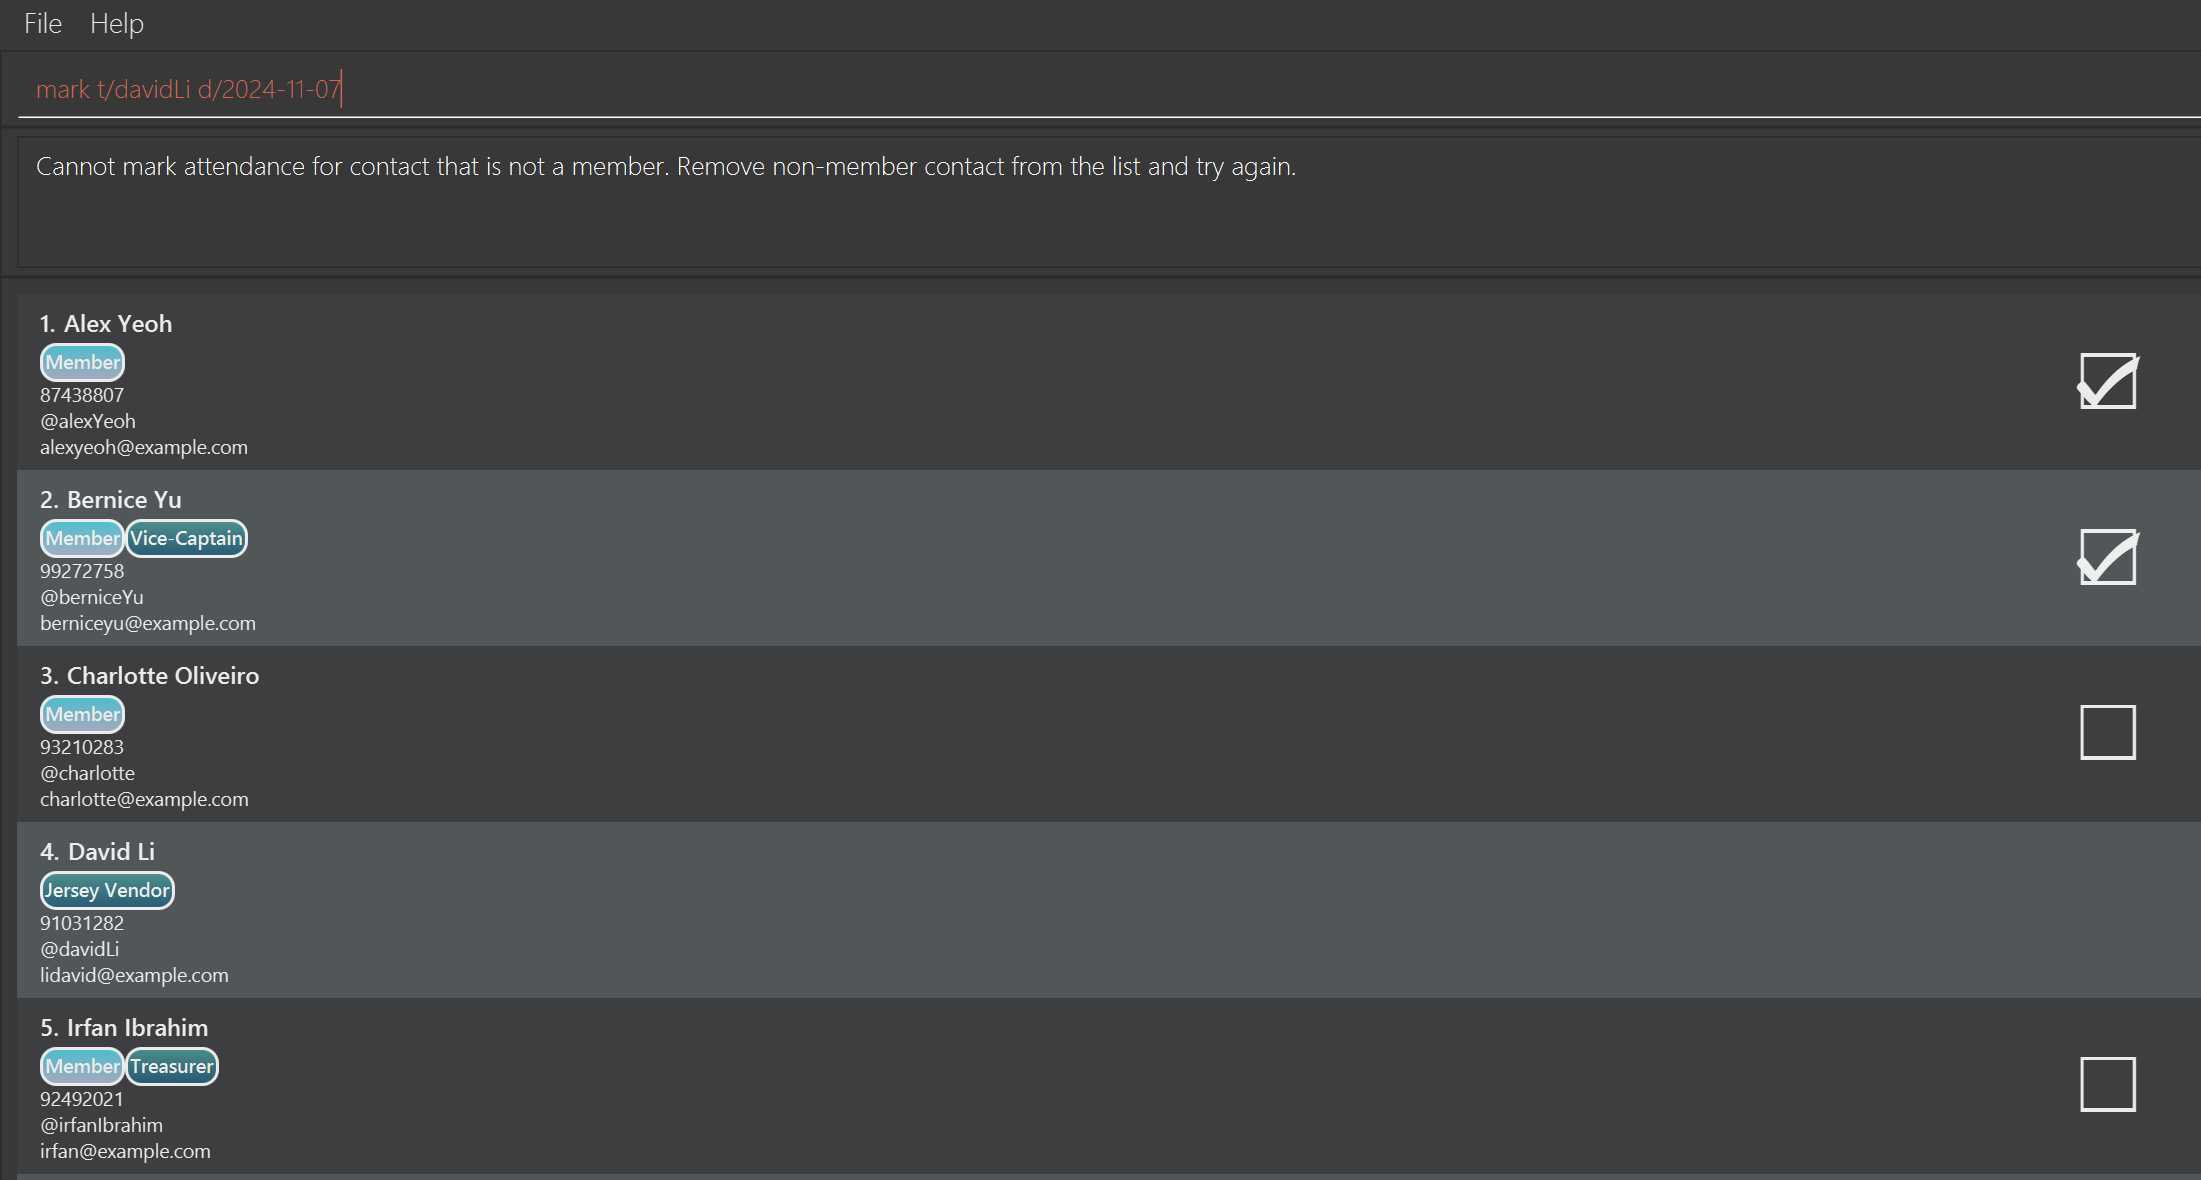 File Help
mark t/davidLi d/2024-11-07
Cannot mark attendance for contact that is not a member. Remove non-member contact from the list and try again.
1. Alex Yeoh
Member
87438807
@alexYeoh
alexyeoh@example.com
2. Bernice Yu
Member Vice-Captain
99272758
@berniceYu
berniceyu@example.com
3. Charlotte Oliveiro
Member
93210283
@charlotte
charlotte@example.com
4. David Li
Jersey Vendor
91031282
@davidLi
lidavid@example.com
5. Irfan Ibrahim
Member Treasurer
92492021
@irfanIbrahim
irfan@example.com